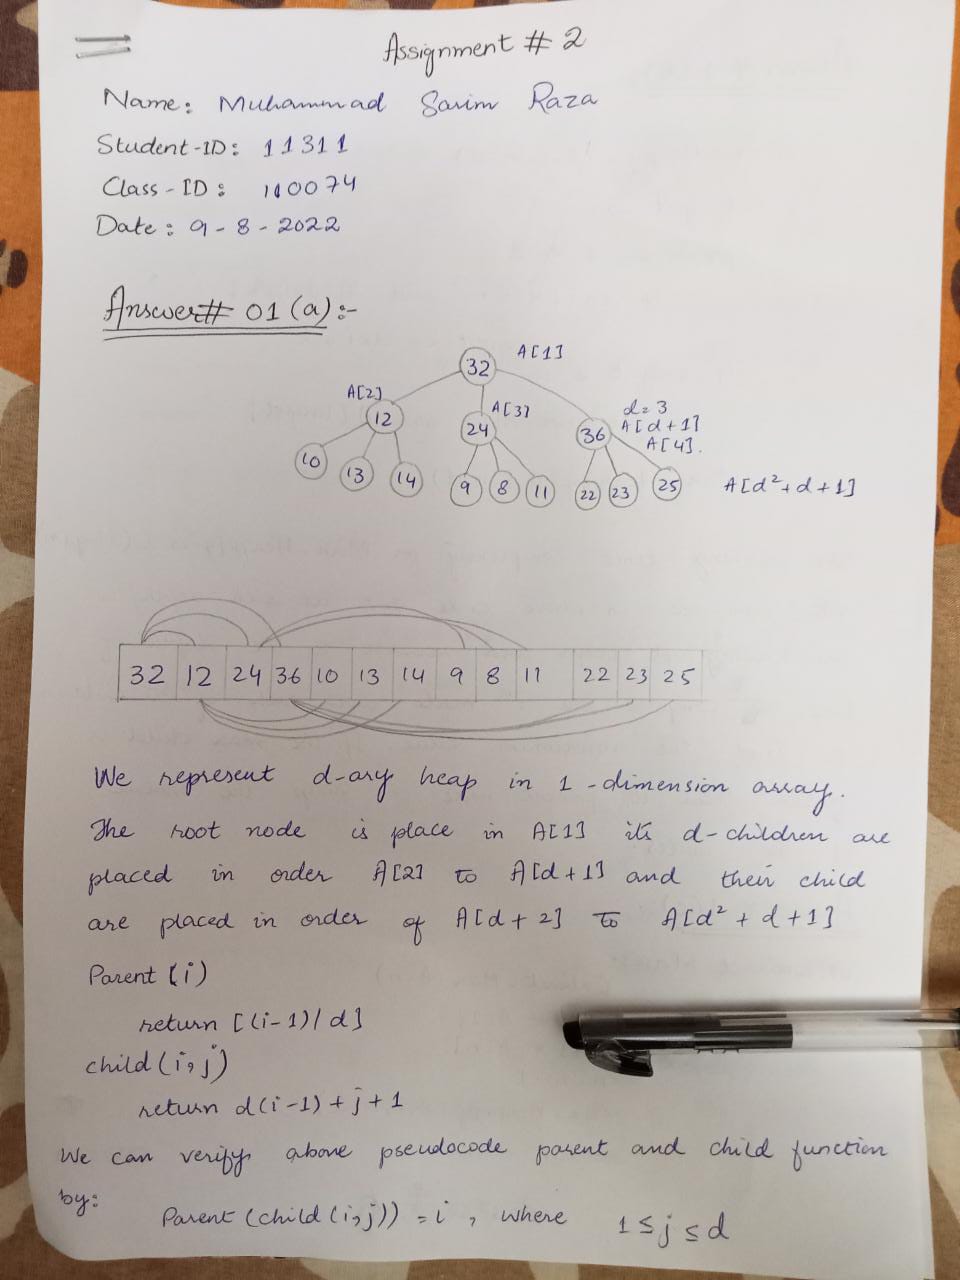 Assignment # 2
Name: Muhammad Sarim Raza
Student-ID: 11311
Class-ID: 110074
Date: 9-8-2022
Answer# 01 (a):-
32 A[1]
A[2]
12
A[3]
24
d=3
A[d+1]
36
A[4].
10 13 14 9 8 11 22 23 25 A[d²+d+1]
32 12 24 36 10 13 14 9 8 11 22 23 25
We represent d-ary heap in 1-dimension array.
The root node is place in A[1] its d-children are
placed in order A[2] to A[d+1] and their child
are placed in order of A[d+2] to A[d²+d+1]
Parent (i)
return [(i-1)/d]
child(i,j)
return d(i-1)+j+1
We can verify above pseudocode parent and child function
by:
Parent (child (i,j)) = i, where 1≤j≤d